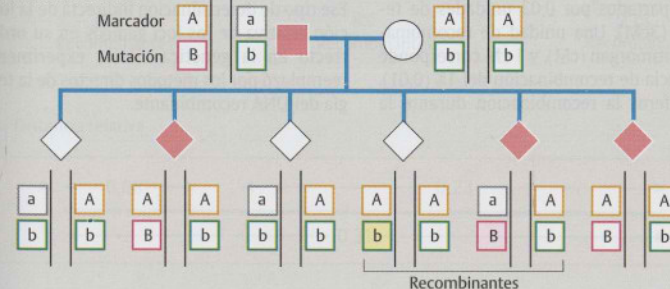 Marcador A a A A
Mutación B b b b
a A A A a A A A a A A A
b b B b b b b b B b B b
Recombinantes